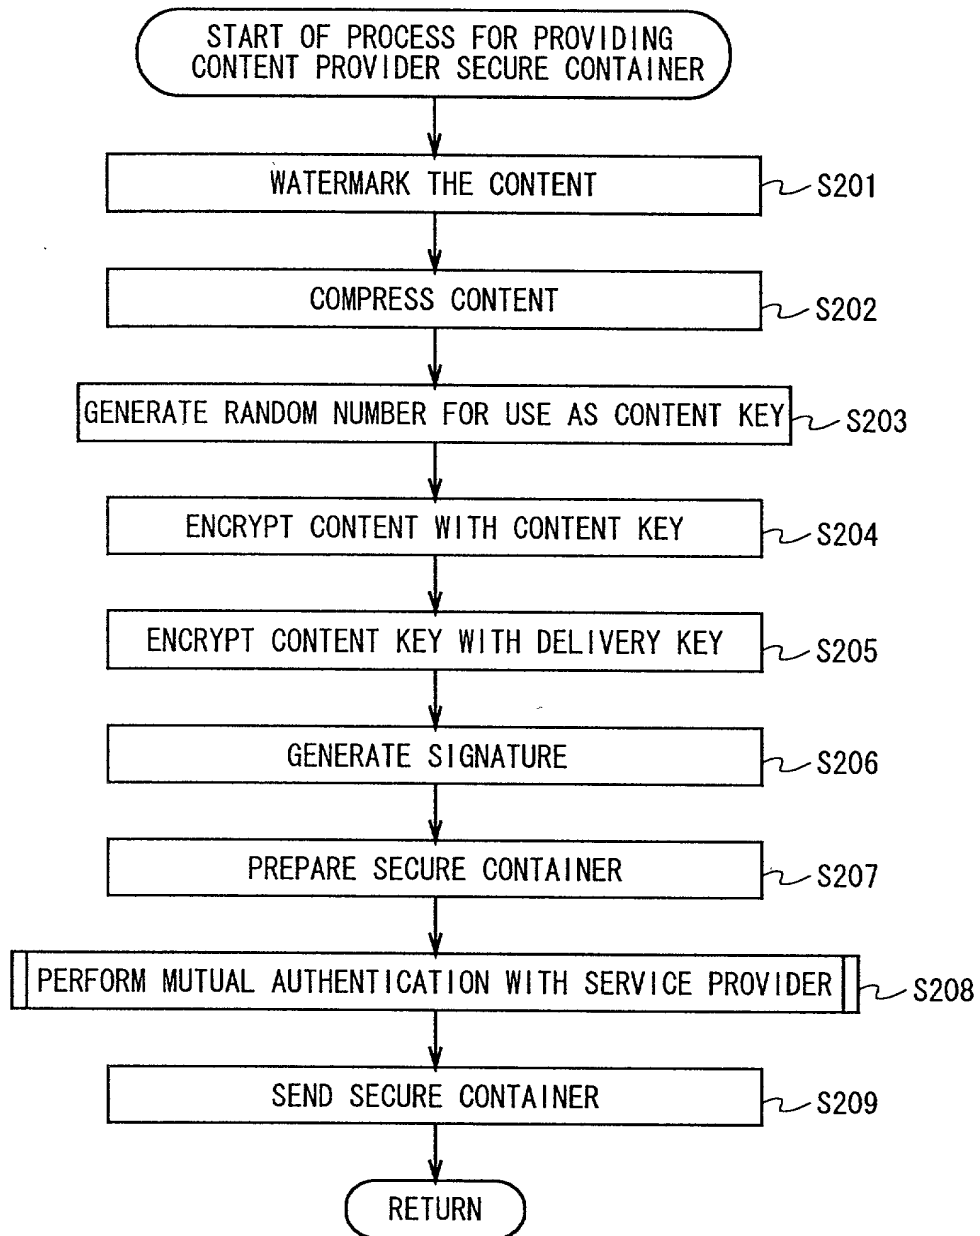 START OF PROCESS FOR PROVIDING
CONTENT PROVIDER SECURE CONTAINER
WATERMARK THE CONTENT
S201
COMPRESS CONTENT
S202
GENERATE RANDOM NUMBER FOR USE AS CONTENT KEY
S203
ENCRYPT CONTENT WITH CONTENT KEY
S204
ENCRYPT CONTENT KEY WITH DELIVERY KEY
S205
GENERATE SIGNATURE
S206
PREPARE SECURE CONTAINER
S207
PERFORM MUTUAL AUTHENTICATION WITH SERVICE PROVIDER
S208
SEND SECURE CONTAINER
S209
RETURN